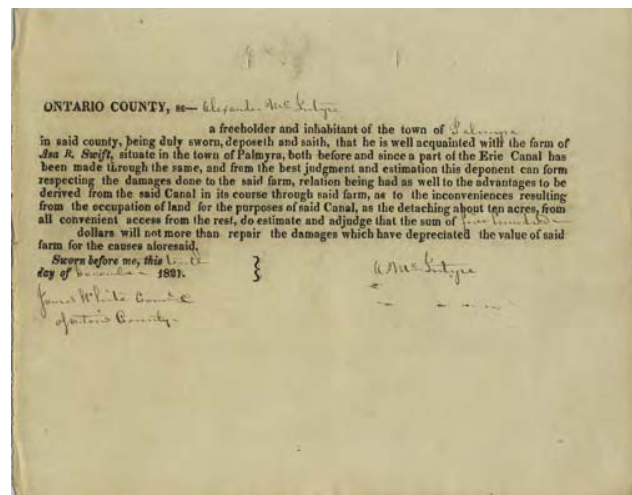 ONTARIO COUNTY, ss— Alexander McIntyre
a freeholder and inhabitant of the town of Palmyra
in said county, being duly sworn, deposeth and saith, that he is well acquainted with the farm of
Asa R. Swift, situate in the town of Palmyra, both before and since a part of the Erie Canal has
been made through the same, and from the best judgment and estimation this deponent can form
respecting the damages done to the said farm, relation being had as well to the advantages to be
derived from the said Canal in its course through said farm, as to the inconveniences resulting
from the occupation of land for the purposes of said Canal, as the detaching about ten acres, from
all convenient access from the rest, do estimate and adjudge that the sum of hundred
dollars will not more than repair the damages which have depreciated the value of said
farm for the causes aforesaid.
Sworn before me, this
day of 1821. } A McIntyre
James White
of Ontario County